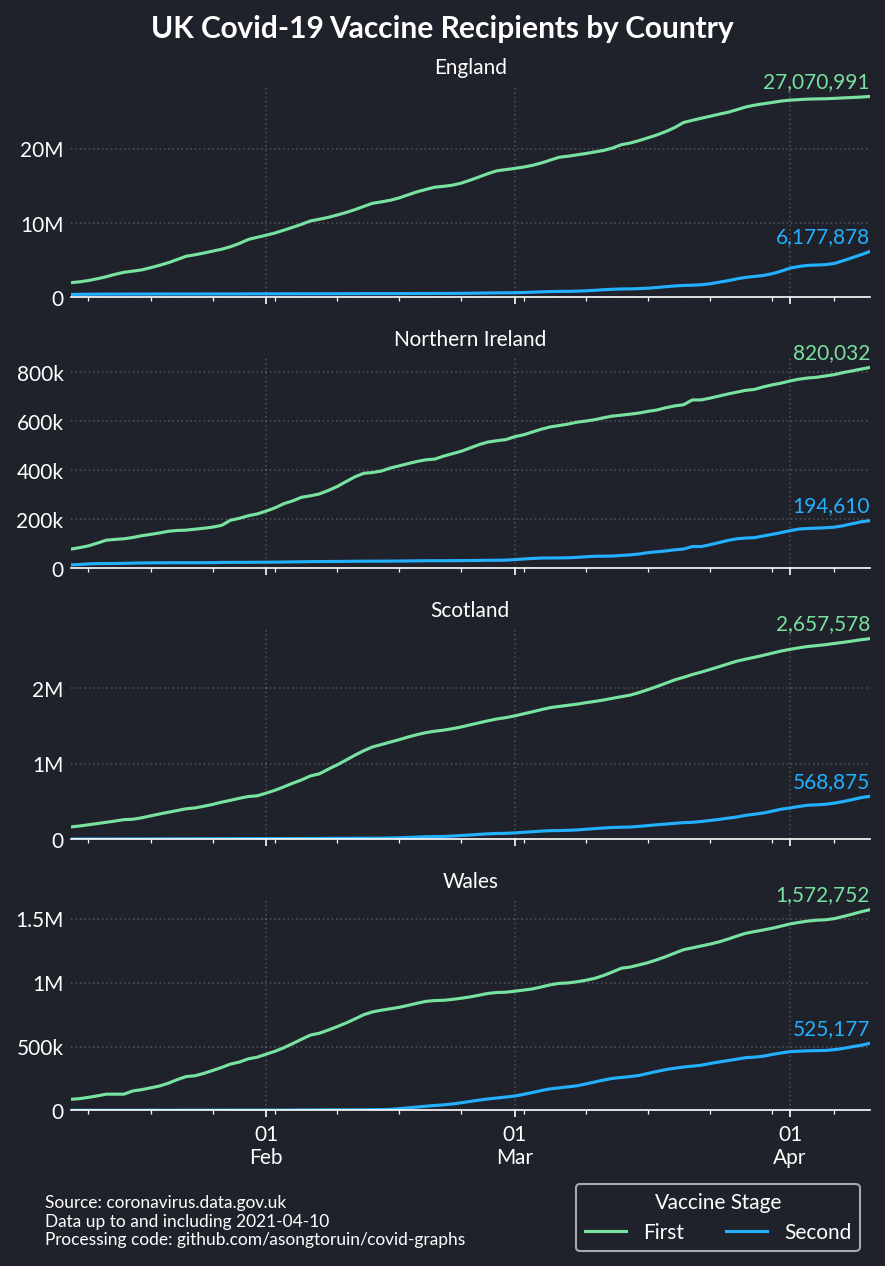 UK Covid-19 Vaccine Recipients by Country
England
27,070,991
20M
10M
6,177,878
0
Northern Ireland
820,032
800k
600k
400k
200k
194,610
0
Scotland
2,657,578
2M
1M
568,875
0
Wales
1,572,752
1.5M
1M
500k
525,177
0
01 01 01
Feb Mar Apr
Source: coronavirus.data.gov.uk
Data up to and including 2021-04-10
Processing code: github.com/asongtoruin/covid-graphs
Vaccine Stage
First Second